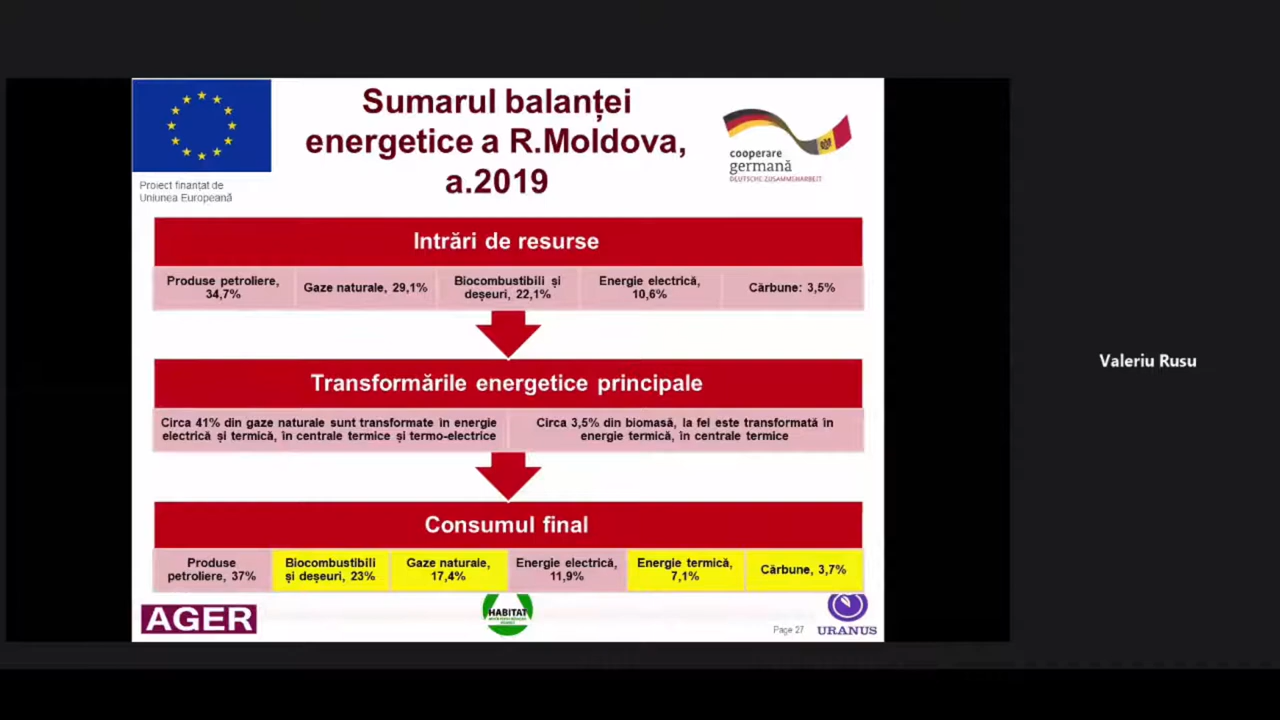 Sumarul balanței
energetice a R.Moldova,
a.2019
Proiect finanțat de
Uniunea Europeană
cooperare
germană
DEUTSCHE ZUSAMMENARBEIT
Intrări de resurse
Produse petroliere,
34,7%
Gaze naturale, 29,1%
Biocombustibili și
deșeuri, 22,1%
Energie electrică,
10,6%
Cărbune: 3,5%
Transformările energetice principale
Circa 41% din gaze naturale sunt transformate în energie
electrică și termică, în centrale termice și termo-electrice
Circa 3,5% din biomasă, la fel este transformată în
energie termică, în centrale termice
Valeriu Rusu
Consumul final
Produse
petroliere, 37%
Biocombustibili
și deșeuri, 23%
Gaze naturale,
17,4%
Energie electrică,
11,9%
Energie termică,
7,1%
Cărbune, 3,7%
AGER
HABITAT
Page 27
URANUS